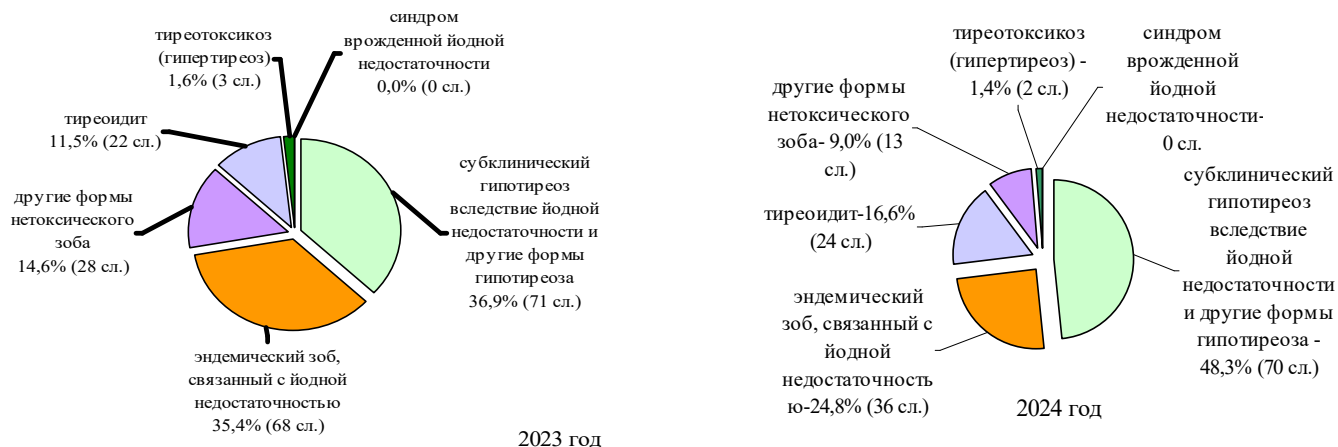 синдром
врожденной йодной
недостаточности
0,0% (0 сл.)
тиреотоксикоз
(гипертиреоз)
1,6% (3 сл.)
тиреоидит
11,5% (22 сл.)
другие формы
нетоксического
зоба
14,6% (28 сл.)
субклинический
гипотиреоз
вследствие йодной
недостаточности и
другие формы
гипотиреоза
36,9% (71 сл.)
эндемический зоб,
связанный с йодной
недостаточностью
35,4% (68 сл.)
2023 год
тиреотоксикоз
(гипертиреоз) -
1,4% (2 сл.)
синдром
врожденной
йодной
недостаточности-
0 сл.
другие формы
нетоксического
зоба- 9,0% (13
сл.)
тиреоидит-16,6%
(24 сл.)
субклинический
гипотиреоз
вследствие
йодной
недостаточности
и другие формы
гипотиреоза -
48,3% (70 сл.)
эндемический
зоб, связанный с
йодной
недостаточность
ю-24,8% (36 сл.)
2024 год